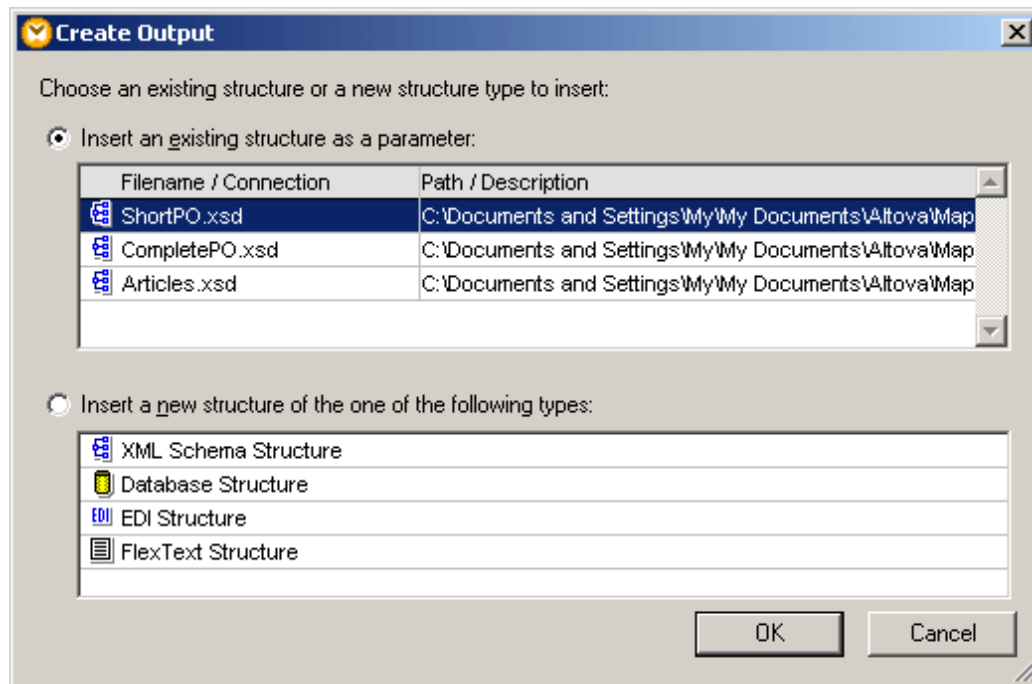 Create Output
Choose an existing structure or a new structure type to insert:
Insert an existing structure as a parameter:
Filename / Connection Path / Description
ShortPO.xsd C:\Documents and Settings\My\My Documents\Altova\Map
CompletePO.xsd C:\Documents and Settings\My\My Documents\Altova\Map
Articles.xsd C:\Documents and Settings\My\My Documents\Altova\Map
Insert a new structure of the one of the following types:
XML Schema Structure
Database Structure
EDI EDI Structure
FlexText Structure
OK Cancel